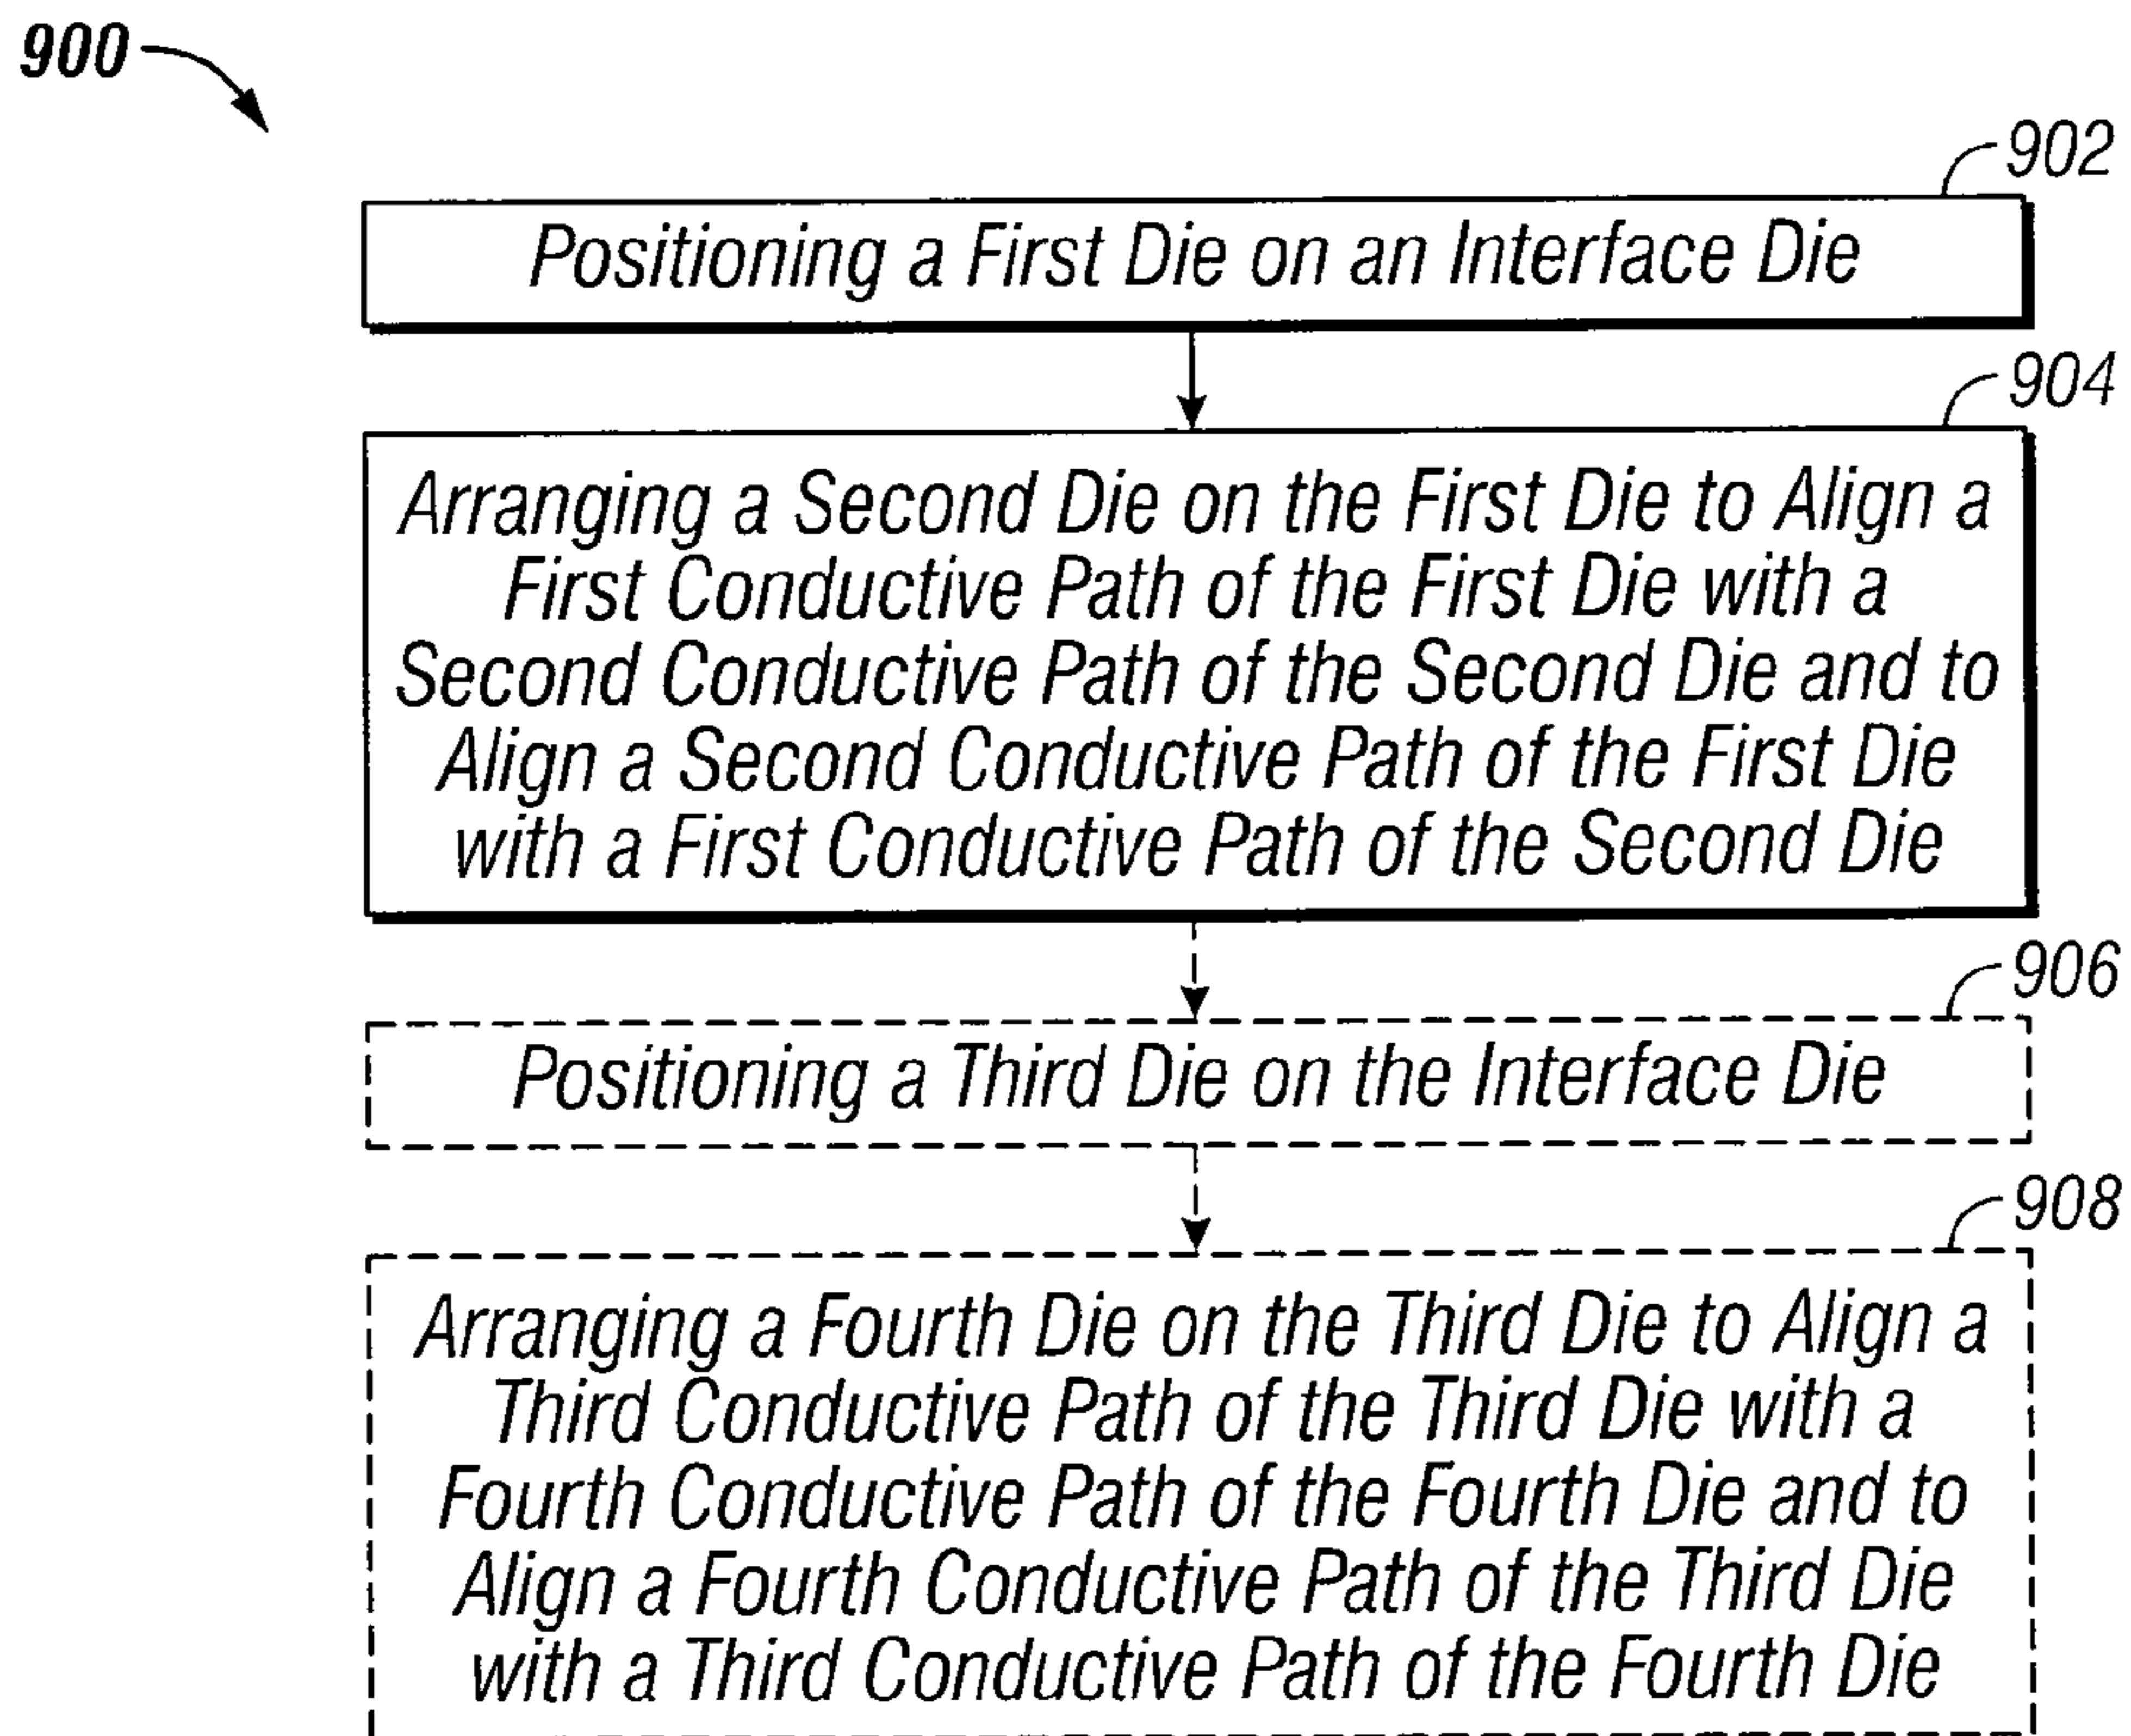 900
902
Positioning a First Die on an Interface Die
904
Arranging a Second Die on the First Die to Align a
First Conductive Path of the First Die with a
Second Conductive Path of the Second Die and to
Align a Second Conductive Path of the First Die
with a First Conductive Path of the Second Die
906
Positioning a Third Die on the Interface Die
908
Arranging a Fourth Die on the Third Die to Align a
Third Conductive Path of the Third Die with a
Fourth Conductive Path of the Fourth Die and to
Align a Fourth Conductive Path of the Third Die
with a Third Conductive Path of the Fourth Die